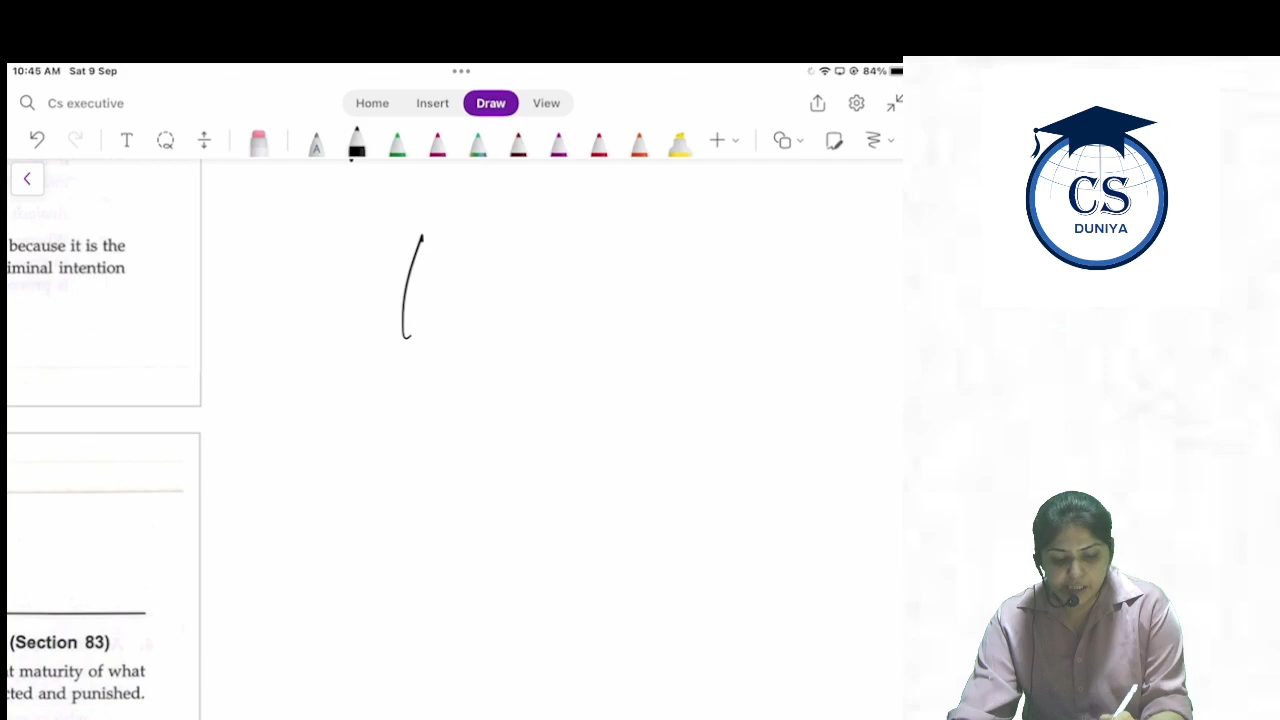 10:45 AM Sat 9 Sep
84%
Cs executive
Home Insert Draw View
T
A
because it is the
iminal intention
(Section 83)
t maturity of what
cted and punished.
CS
DUNIYA